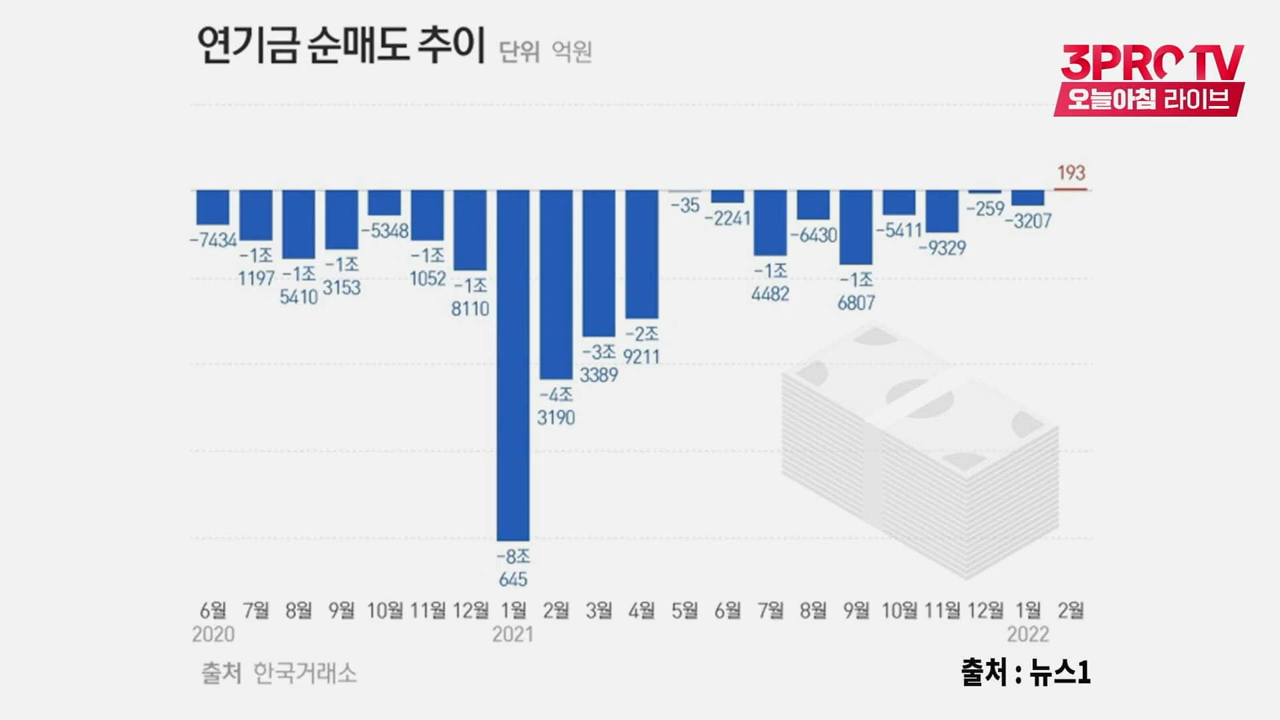 연기금 순매도 추이 단위 억원
3PRO TV
오늘아침 라이브
193
-7434
-1조
1197
-1조
5410
-1조
3153
-5348
-1조
1052
-1조
8110
-8조
645
-4조
3190
-3조
3389
-2조
9211
-35
-2241
-1조
4482
-6430
-1조
6807
-5411
-9329
-259
-3207
6월 7월 8월 9월 10월 11월 12월 1월 2월 3월 4월 5월 6월 7월 8월 9월 10월 11월 12월 1월 2월
2020 2021 2022
출처 한국거래소
출처 : 뉴스1